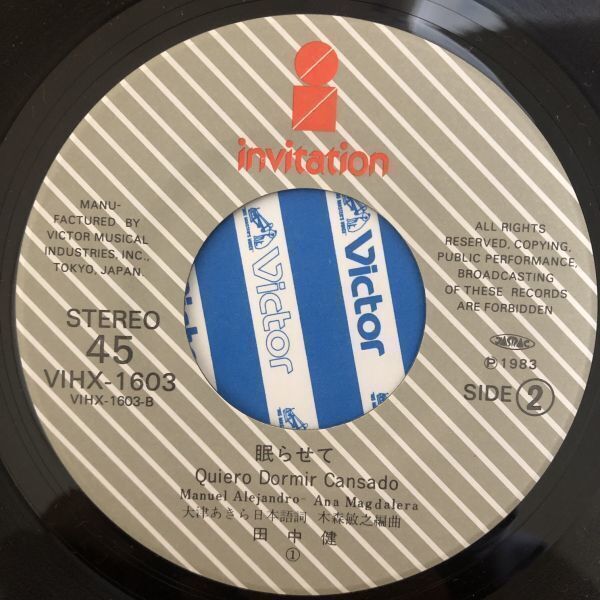 invitation
MANU-
FACTURED BY
VICTOR MUSICAL
INDUSTRIES, INC.,
TOKYO, JAPAN.
ALL RIGHTS
RESERVED, COPYING,
PUBLIC PERFORMANCE,
BROADCASTING
OF THESE RECORDS
ARE FORBIDDEN
Victor
Victor
STEREO
45
VIHX-1603
VIHX-1603-B
JASRAC
Ⓟ1983
SIDE ②
眠らせて
Quiero Dormir Cansado
Manuel Alejandro - Ana Magdalera
大津あきら日本語詞 木森敏之編曲
田中健
①